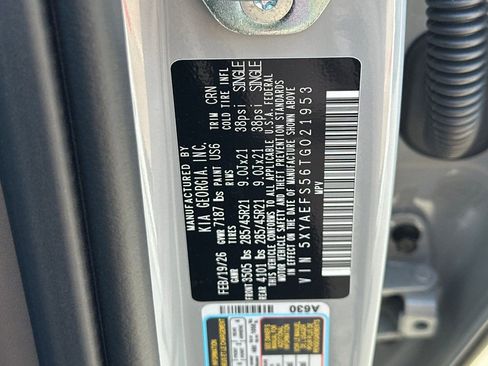 MANUFACTURED BY
KIA GEORGIA, INC.
FEB/19/26 GVWR 7187 lbs PAINT US6 TRIM CRN
GAWR TIRES RIMS COLD TIRE INFL
FRONT 3505 lbs 285/45R21 9.0Jx21 38psi SINGLE
REAR 4101 lbs 285/45R21 9.0Jx21 38psi SINGLE
THIS VEHICLE CONFORMS TO ALL APPLICABLE U.S. FEDERAL
MOTOR VEHICLE SAFETY AND THEFT PREVENTION STANDARDS
IN EFFECT ON THE DATE OF MANUFACTURE SHOWN ABOVE
VIN 5XYAEFS56TG021953
MPV
A630